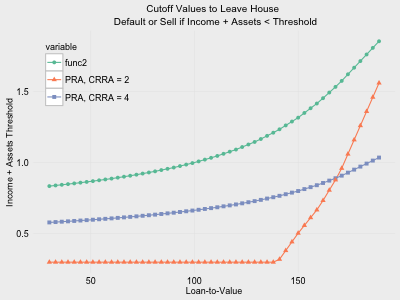 Cutoff Values to Leave House
Default or Sell if Income + Assets < Threshold
variable
func2
PRA, CRRA = 2
PRA, CRRA = 4
Income + Assets Threshold
1.5
1.0
0.5
50
100
150
Loan-to-Value